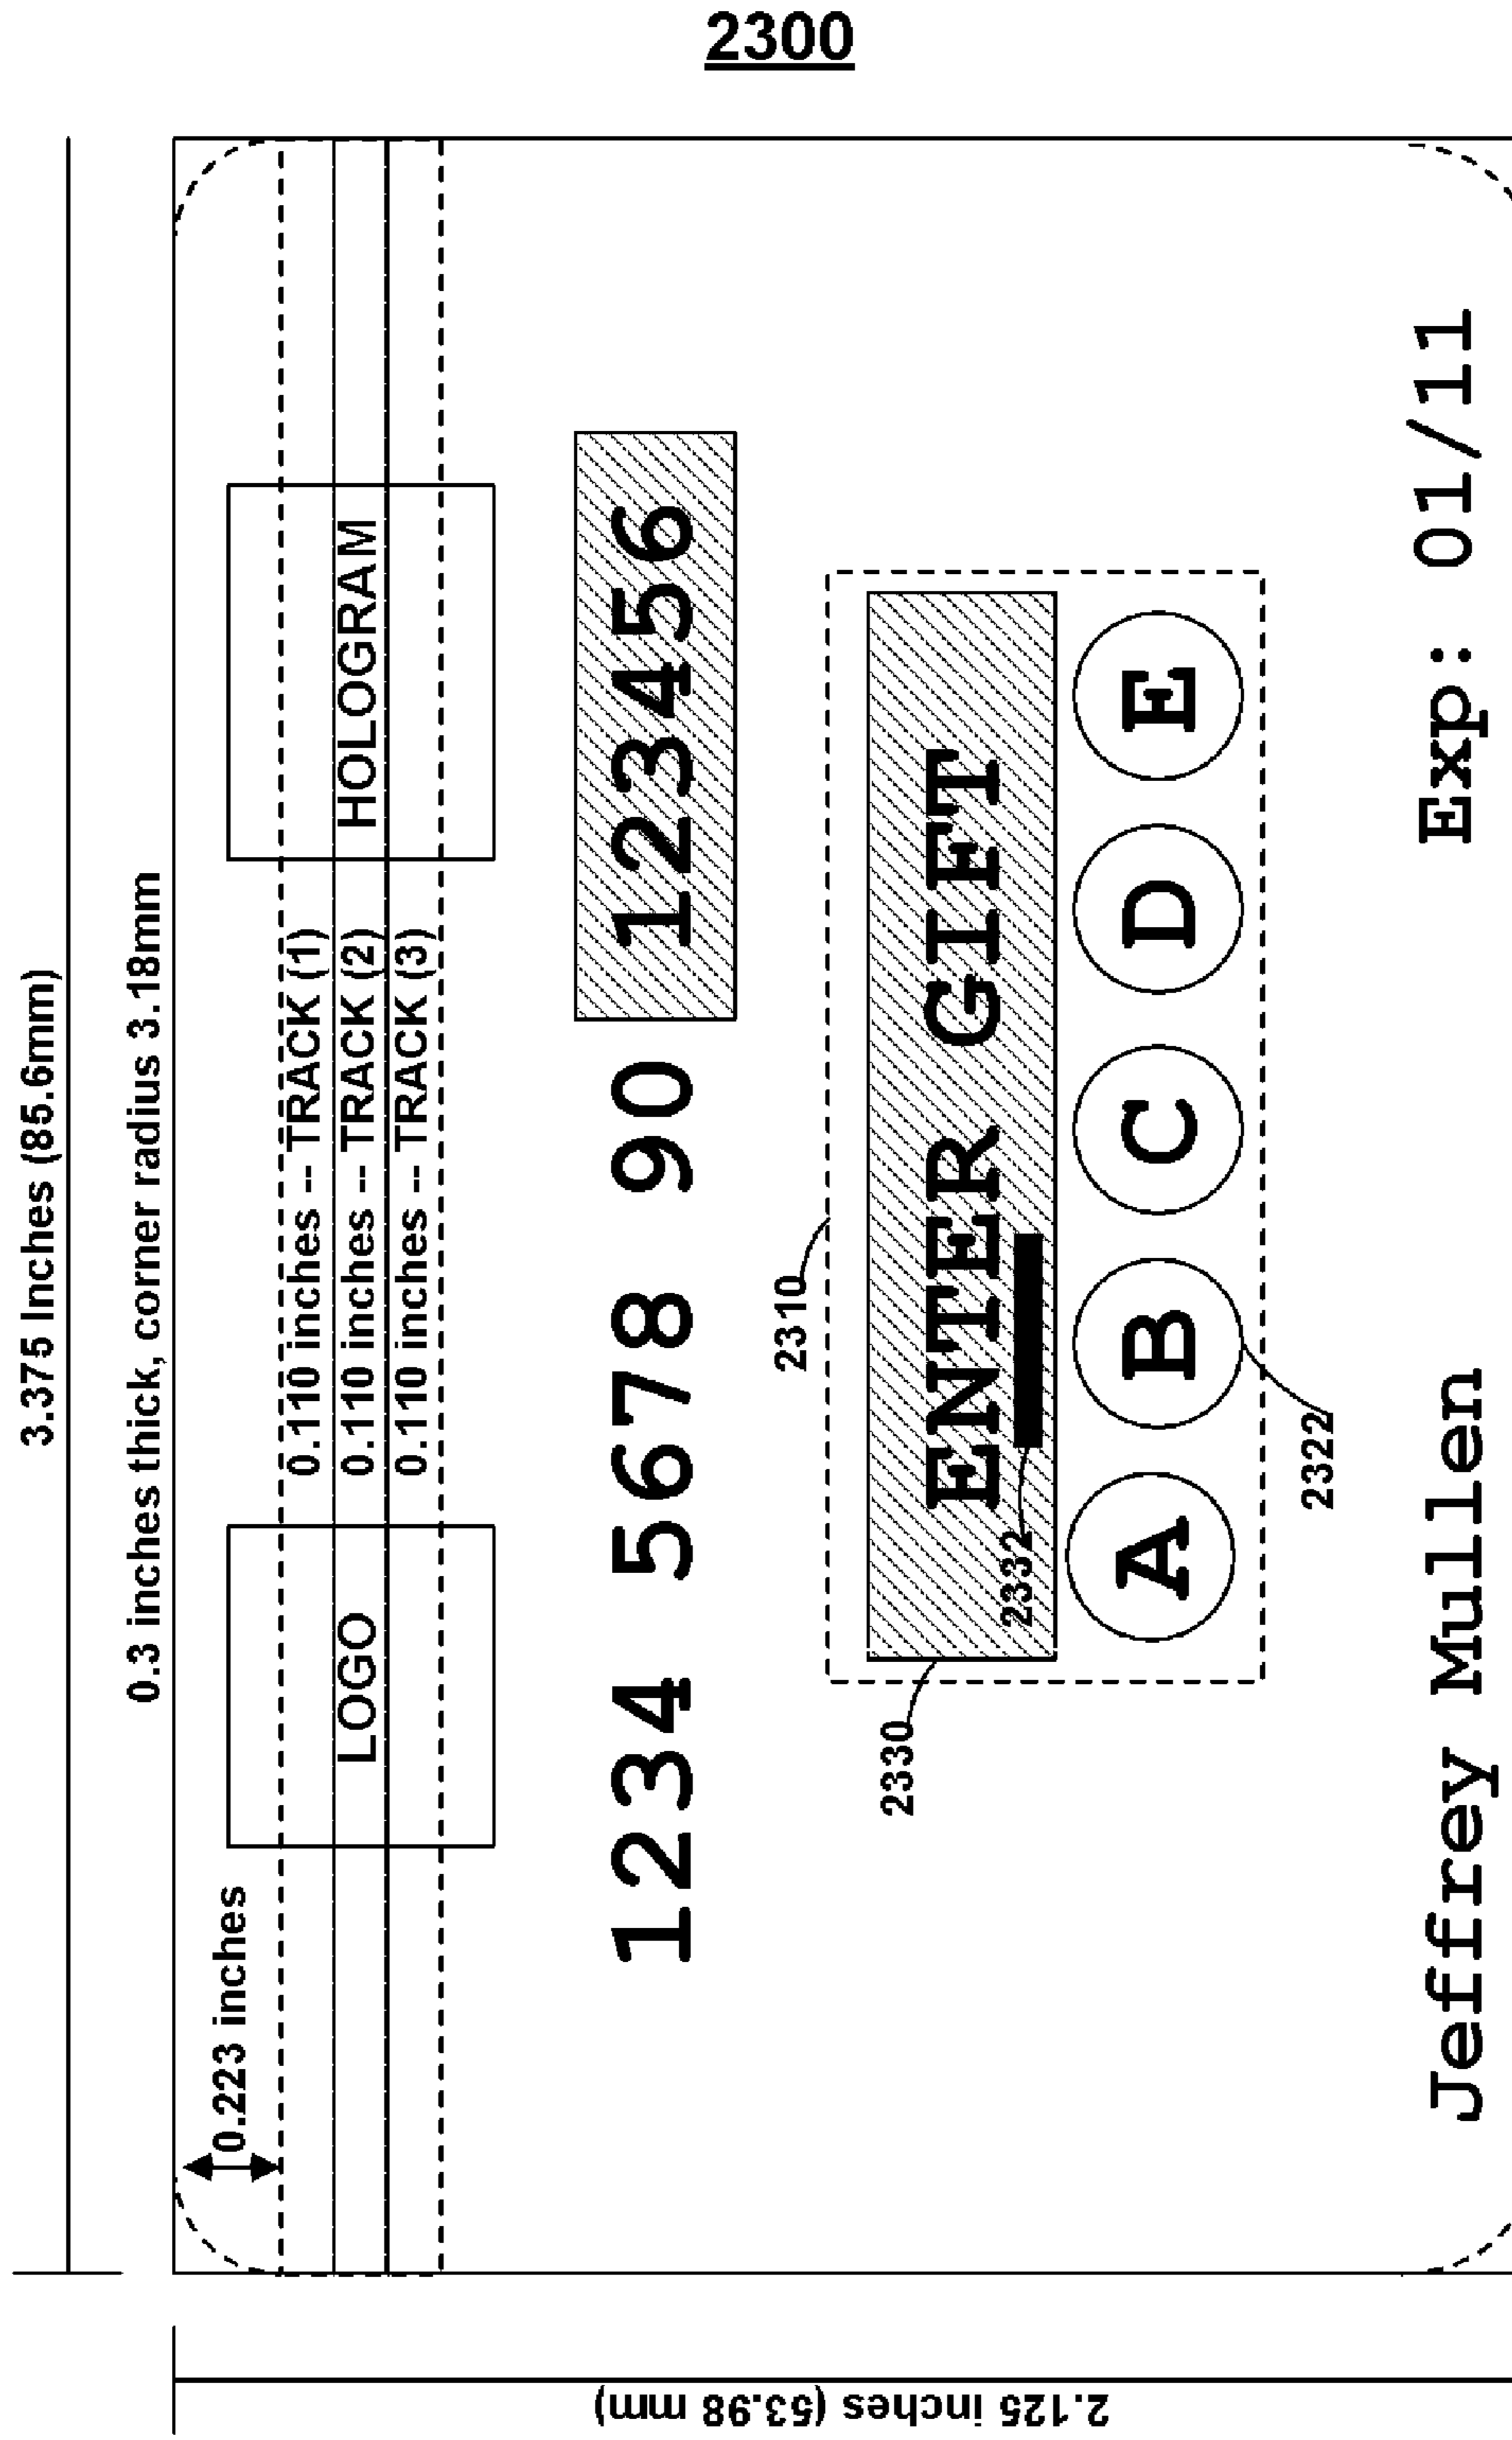 2300
3.375 Inches (85.6mm)
0.3 inches thick, corner radius 3.18mm
0.223 inches
LOGO
HOLOGRAM
0.110 inches -- TRACK (1)
0.110 inches -- TRACK (2)
0.110 inches -- TRACK (3)
1234 5678 90 123456
2310
2330
ENTER GIFT
2332
A B C D E
2322
Jeffrey Mullen Exp: 01/11
2.125 inches (53.98 mm)